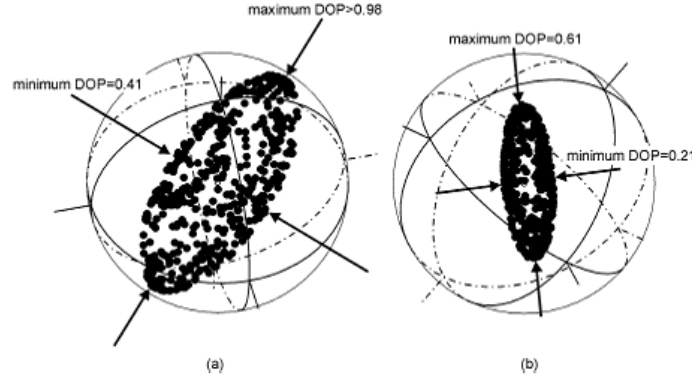 maximum DOP>0.98
maximum DOP=0.61
minimum DOP=0.41
minimum DOP=0.21
(a)
(b)